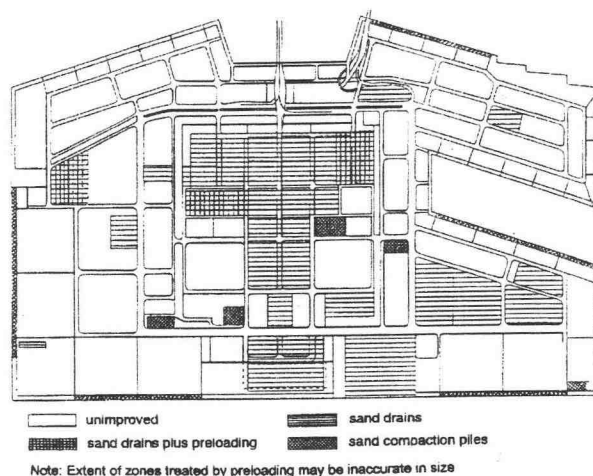 unimproved
sand drains
sand drains plus preloading
sand compaction piles
Note: Extent of zones treated by preloading may be inaccurate in size